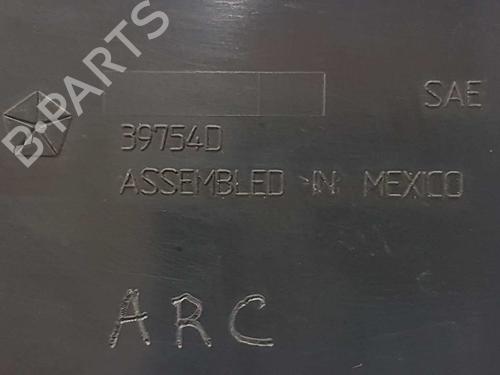 B-PARTS
SAE
39754D
ASSEMBLED IN MEXICO
ARC